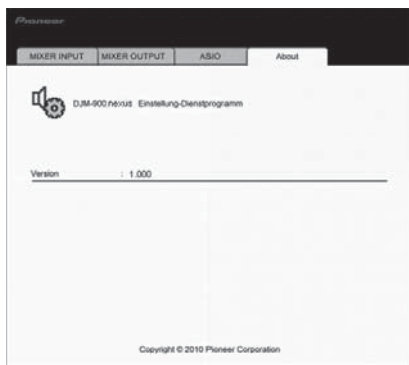 Pioneer
MIXER INPUT MIXER OUTPUT ASIO About
DJM-900nexus Einstellung-Dienstprogramm
Version : 1.000
Copyright © 2010 Pioneer Corporation